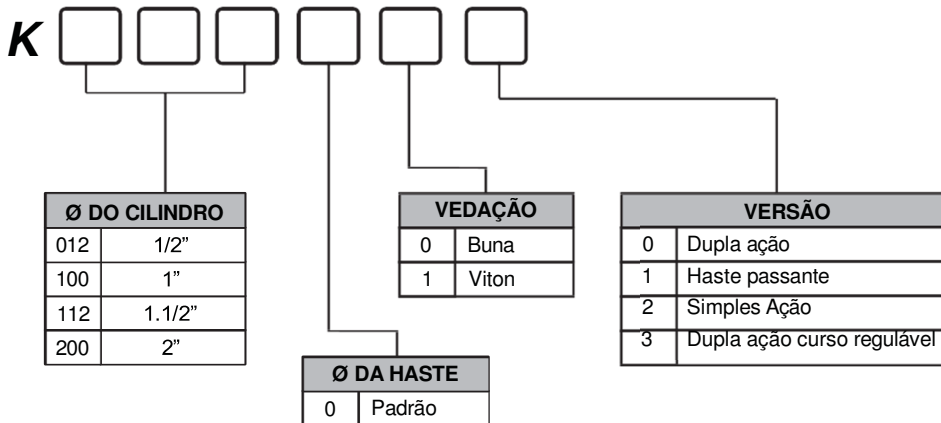 K
Ø DO CILINDRO
012 1/2”
100 1”
112 1.1/2”
200 2”
VEDAÇÃO
0 Buna
1 Viton
VERSÃO
0 Dupla ação
1 Haste passante
2 Simples Ação
3 Dupla ação curso regulável
Ø DA HASTE
0 Padrão